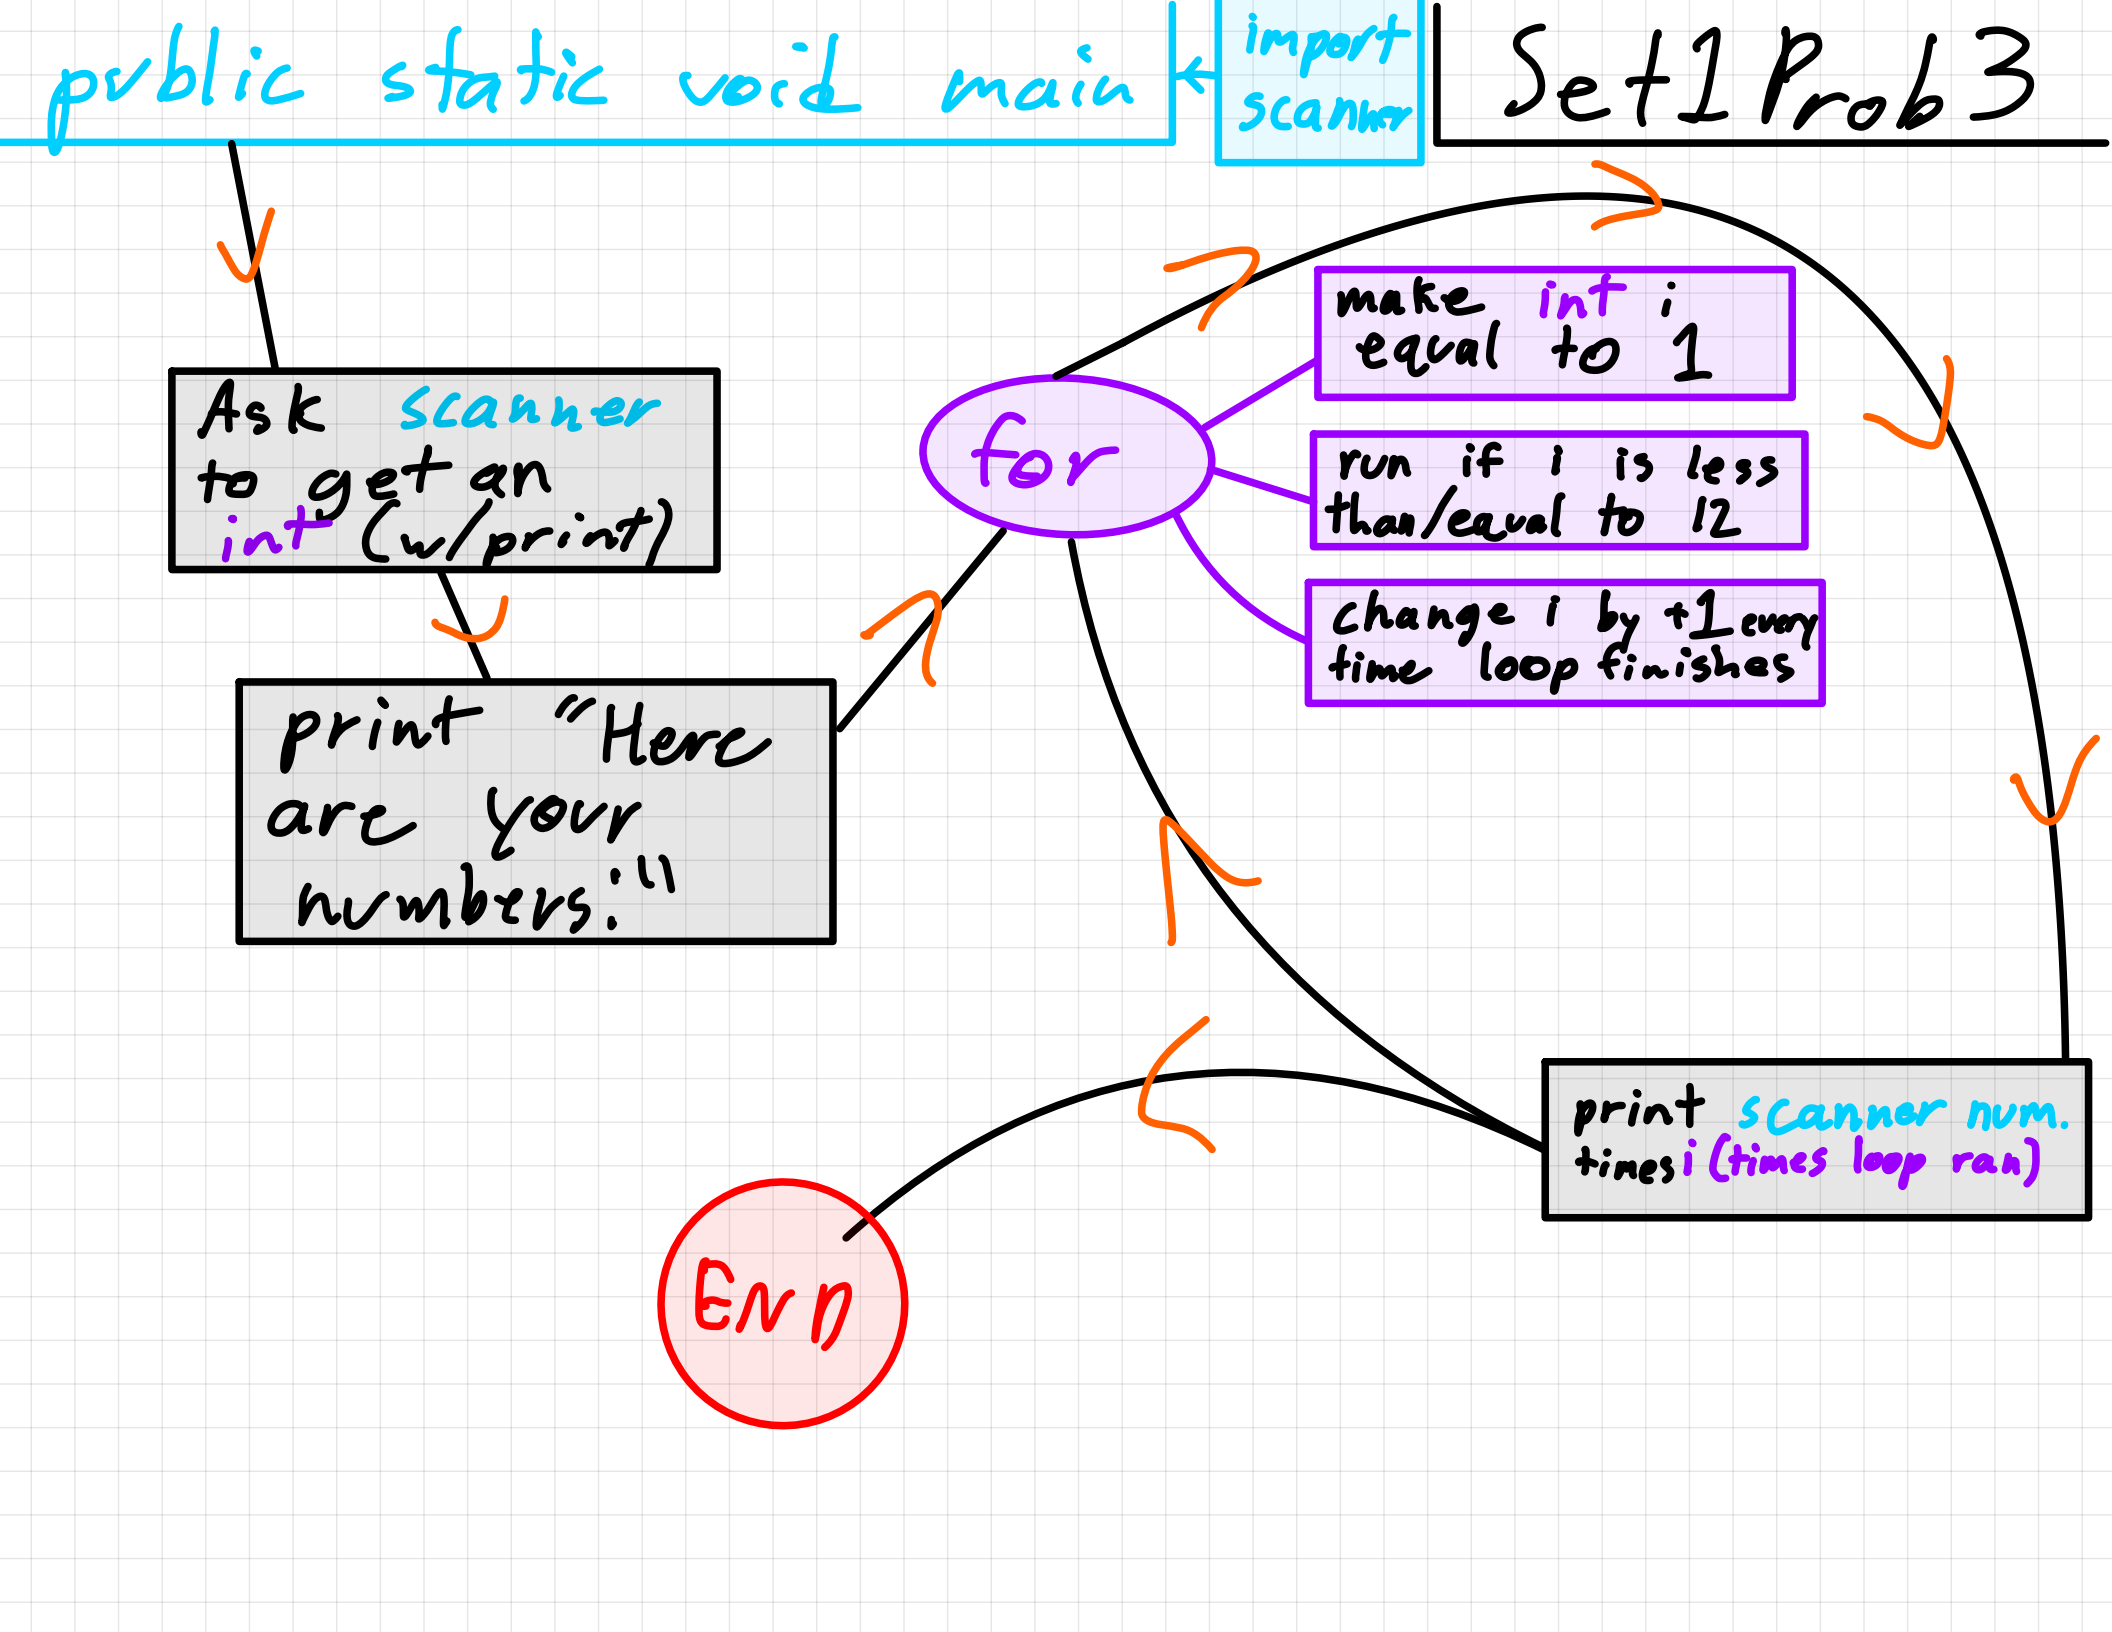 public static void main
import
scanner
Set1Prob3
Ask scanner
to get an
int (w/print)
print "Here
are your
numbers:"
for
make int i
equal to 1
run if i is less
than/equal to 12
change i by +1 every
time loop finishes
print scanner num.
times i (times loop ran)
End